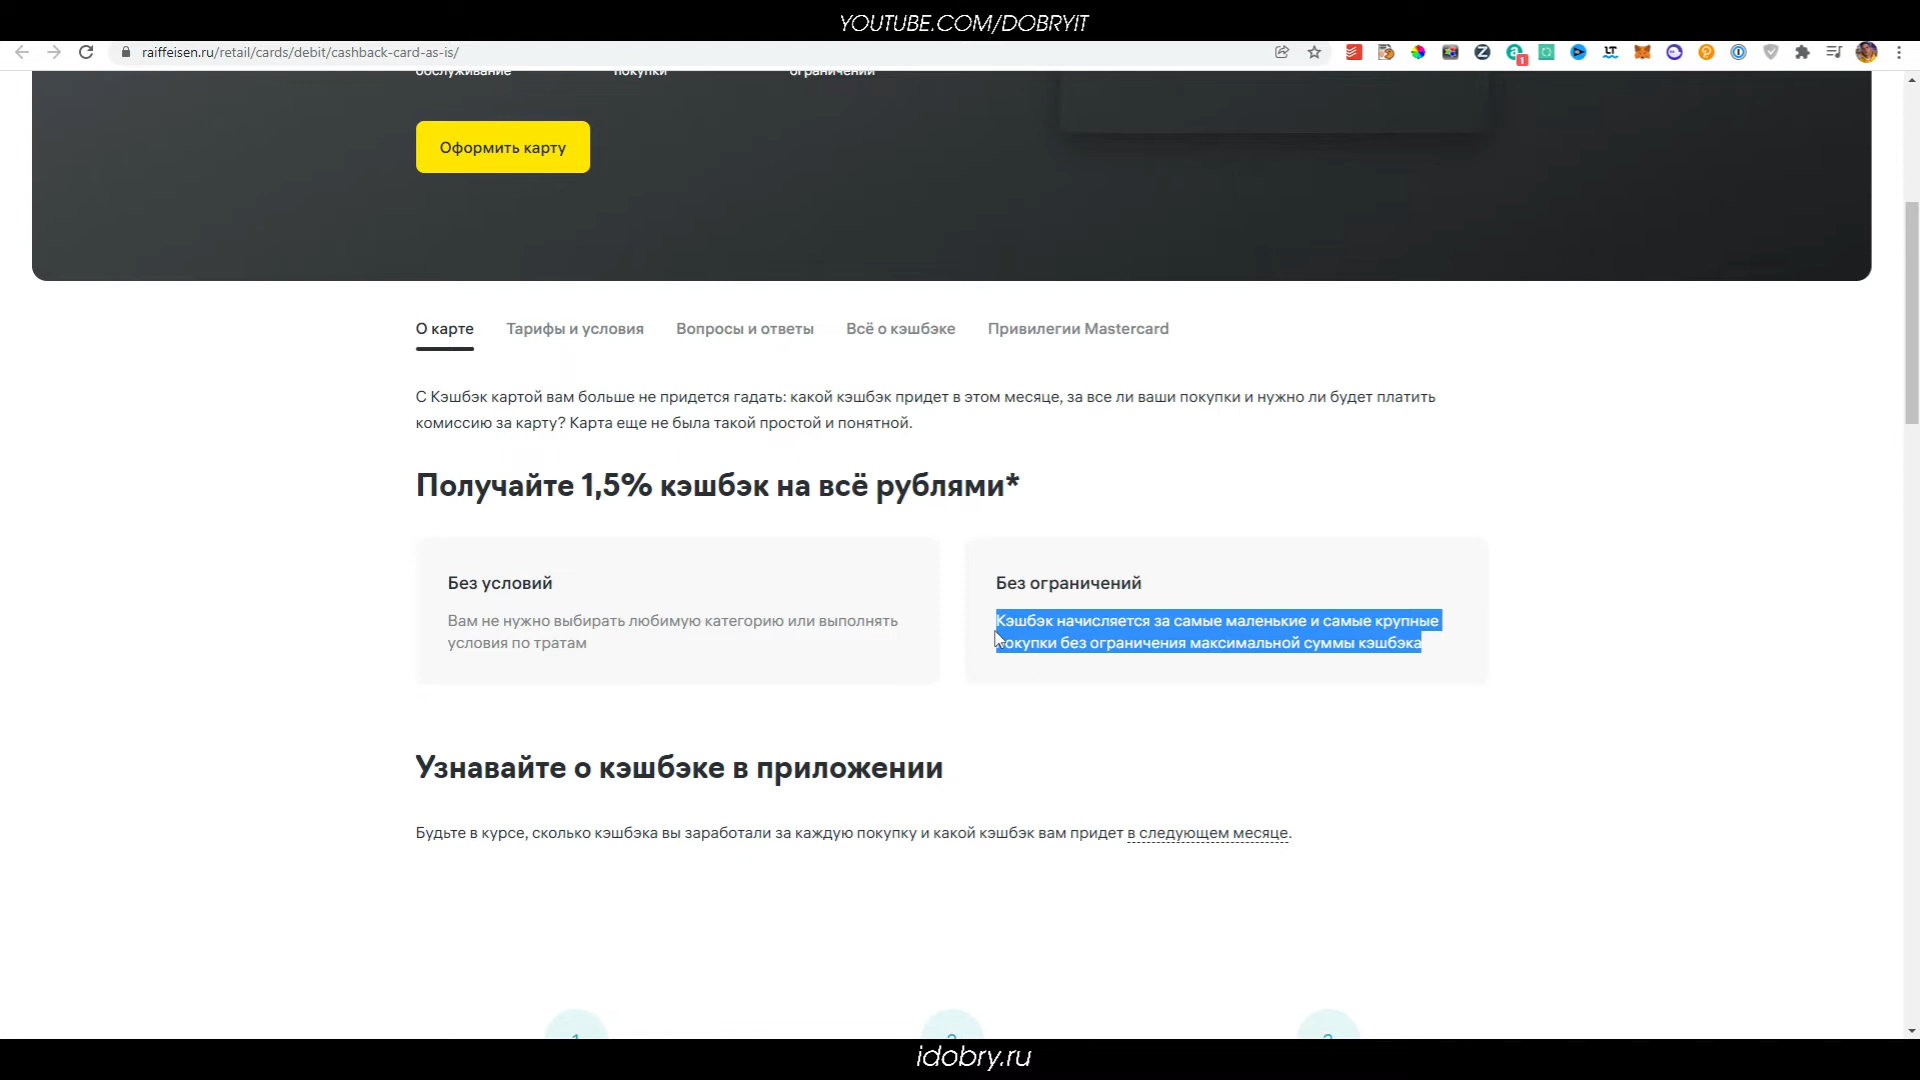 YOUTUBE.COM/DOBRYIT
raiffeisen.ru/retail/cards/debit/cashback-card-as-is/
обслуживание покупки ограничений
Оформить карту
О карте Тарифы и условия Вопросы и ответы Всё о кэшбэке Привилегии Mastercard
С Кэшбэк картой вам больше не придется гадать: какой кэшбэк придет в этом месяце, за все ли ваши покупки и нужно ли будет платить
комиссию за карту? Карта еще не была такой простой и понятной.
Получайте 1,5% кэшбэк на всё рублями*
Без условий
Вам не нужно выбирать любимую категорию или выполнять
условия по тратам
Без ограничений
Кэшбэк начисляется за самые маленькие и самые крупные
покупки без ограничения максимальной суммы кэшбэка
Узнавайте о кэшбэке в приложении
Будьте в курсе, сколько кэшбэка вы заработали за каждую покупку и какой кэшбэк вам придет в следующем месяце.
idobry.ru